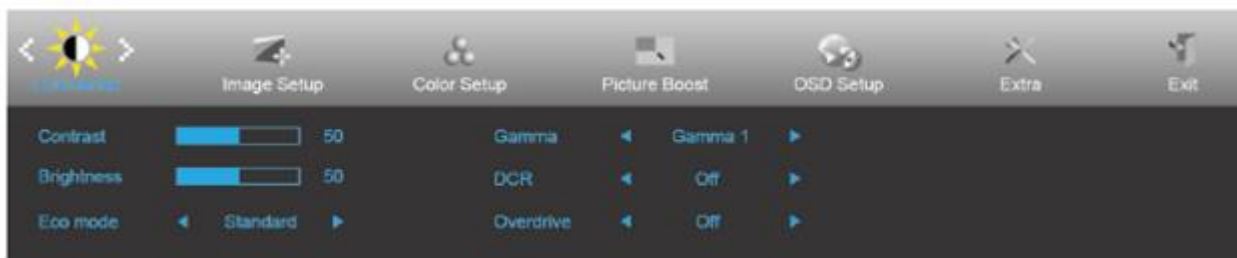 Image Setup
Color Setup
Picture Boost
OSD Setup
Extra
Exit
Contrast 50 Gamma Gamma 1
Brightness 50 DCR Off
Eco mode Standard Overdrive Off